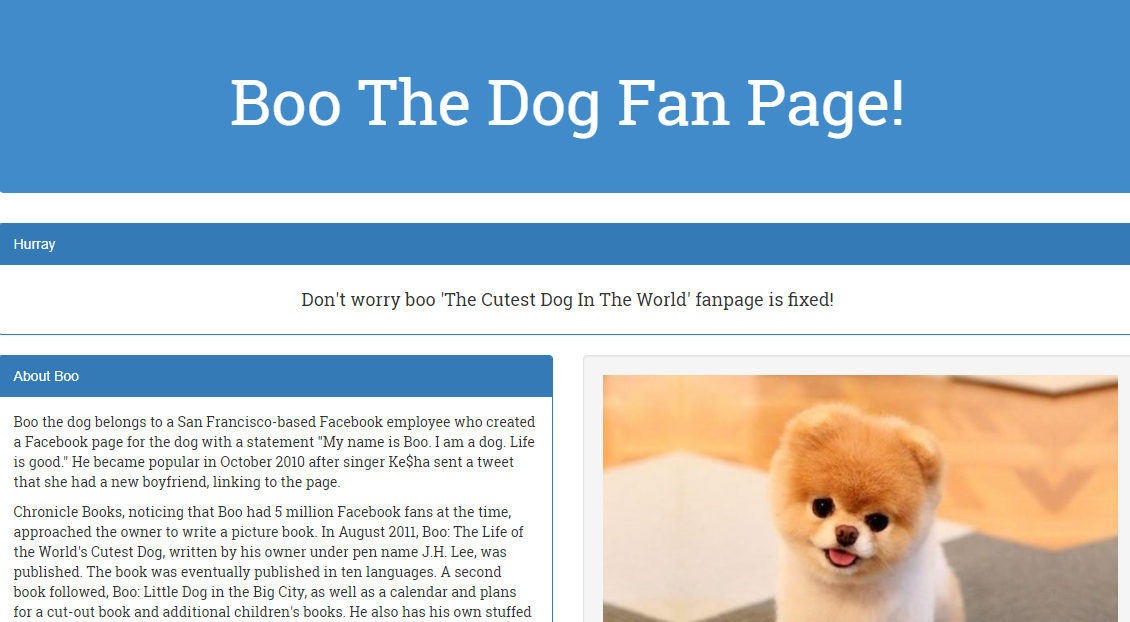 Boo The Dog Fan Page!
Hurray
Don't worry boo 'The Cutest Dog In The World' fanpage is fixed!
About Boo
Boo the dog belongs to a San Francisco-based Facebook employee who created
a Facebook page for the dog with a statement "My name is Boo. I am a dog. Life
is good." He became popular in October 2010 after singer Ke$ha sent a tweet
that she had a new boyfriend, linking to the page.
Chronicle Books, noticing that Boo had 5 million Facebook fans at the time,
approached the owner to write a picture book. In August 2011, Boo: The Life of
the World's Cutest Dog, written by his owner under pen name J.H. Lee, was
published. The book was eventually published in ten languages. A second
book followed, Boo: Little Dog in the Big City, as well as a calendar and plans
for a cut-out book and additional children's books. He also has his own stuffed